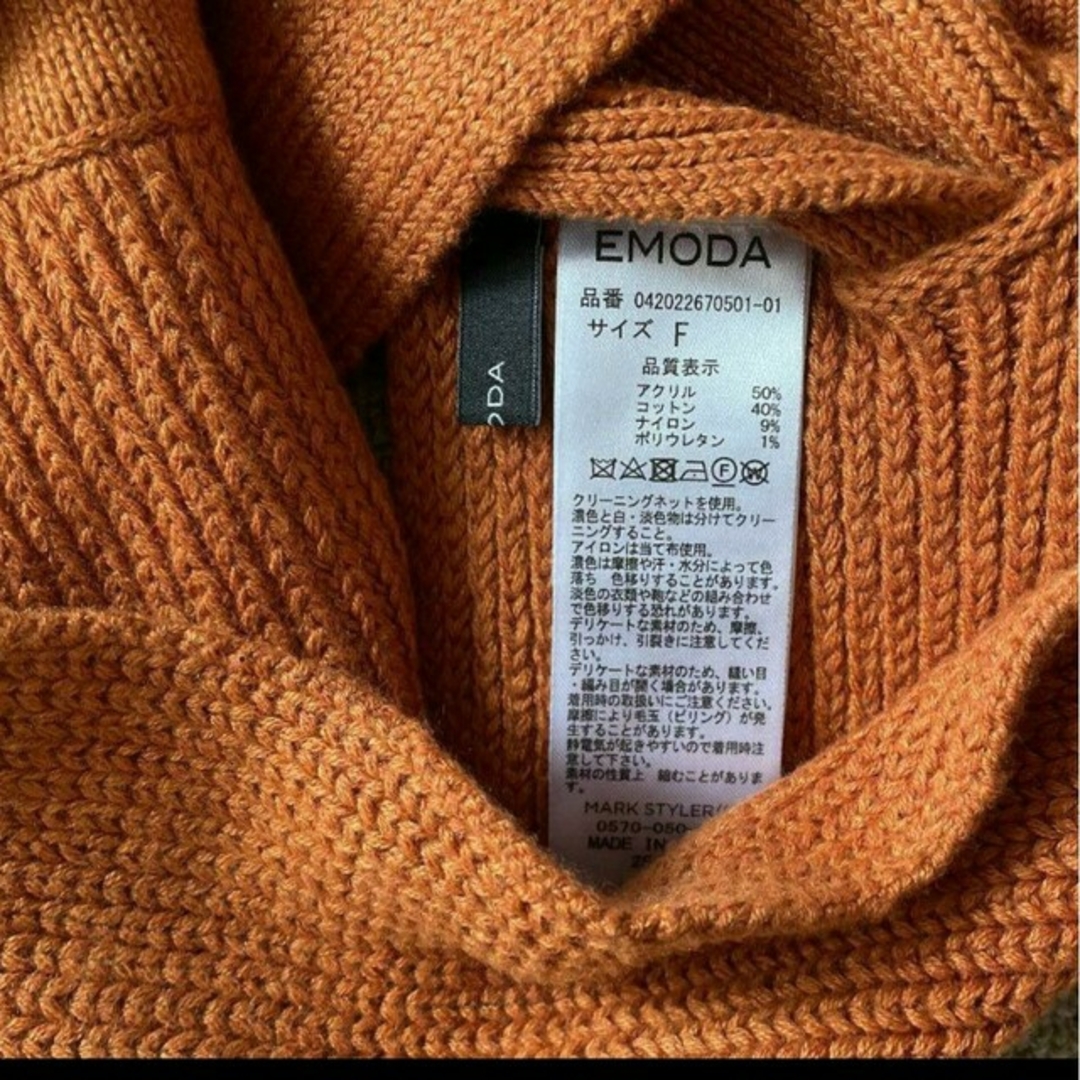 EMODA
品番 042022670501-01
サイズ F
品質表示
アクリル 50%
コットン 40%
ナイロン 9%
ポリウレタン 1%
クリーニングネットを使用。
濃色と白・淡色物は分けてクリー
ニングすること。
アイロンは当て布使用。
濃色は摩擦や汗・水分によって色
落ち 色移りすることがあります。
淡色の衣類や鞄などの組み合わせ
で色移りする恐れがあります。
デリケートな素材のため、摩擦、
引っかけ、引裂きに注意してくだ
さい。
デリケートな素材のため、縫い目
・編み目が開く場合があります。
着用時の取扱いにご注意ください。
摩擦により毛玉（ピリング）が発
生することがあります。
静電気が起きやすいので着用時注
意して下さい。
素材の性質上 縮むことがありま
す。
MARK STYLER
0570-050-
MADE IN
ODA